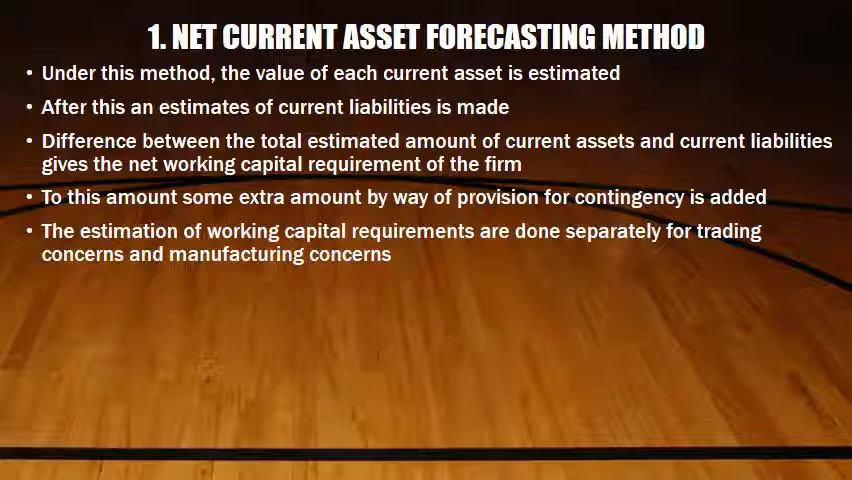 1. NET CURRENT ASSET FORECASTING METHOD
• Under this method, the value of each current asset is estimated
• After this an estimates of current liabilities is made
• Difference between the total estimated amount of current assets and current liabilities
gives the net working capital requirement of the firm
• To this amount some extra amount by way of provision for contingency is added
• The estimation of working capital requirements are done separately for trading
concerns and manufacturing concerns